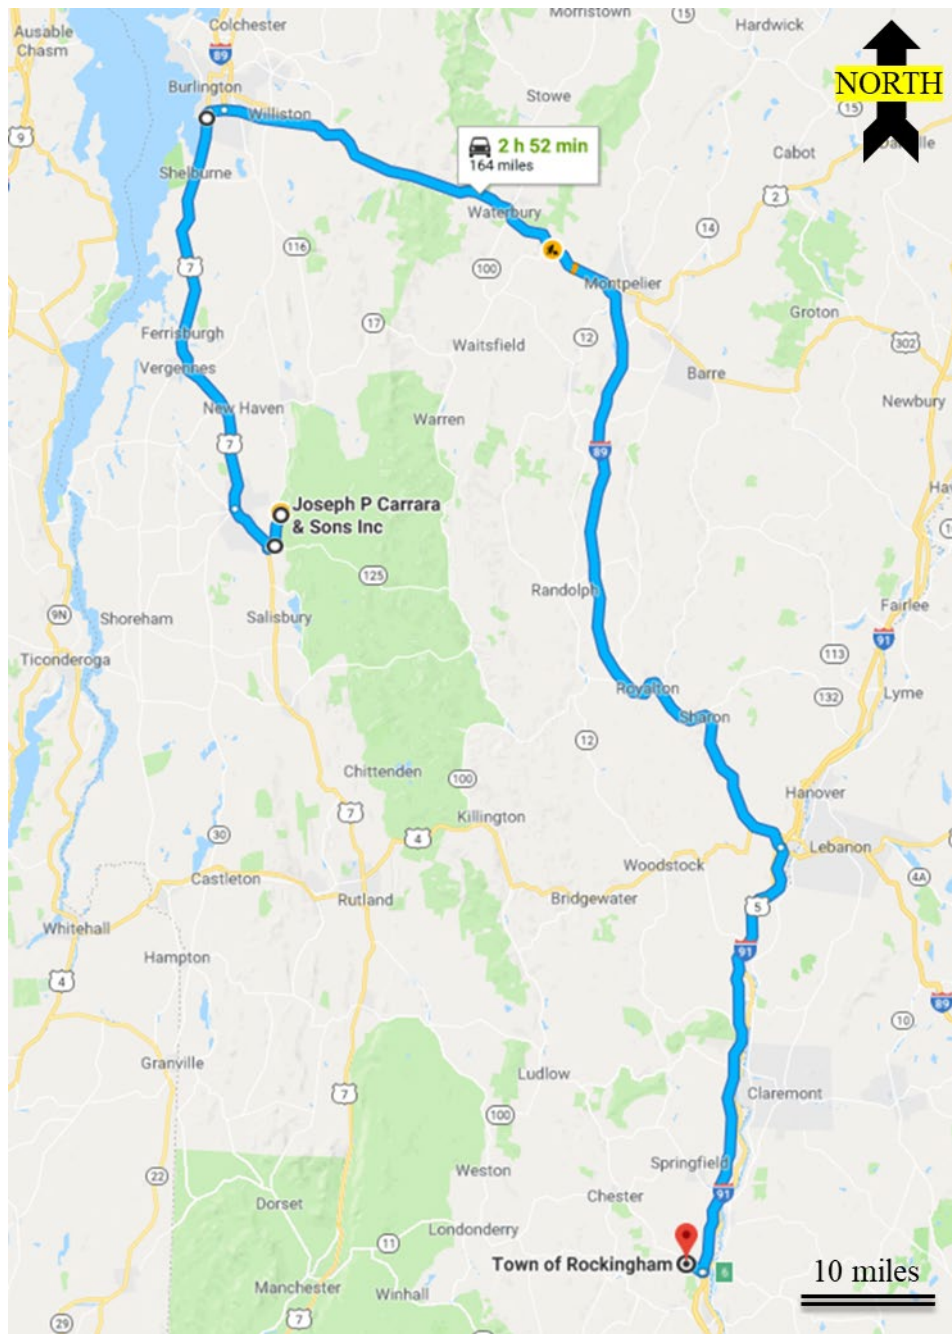 Morristown
15
Hardwick
Ausable
Chasm
Colchester
89
NORTH
Burlington
Stowe
15
Williston
9
2 h 52 min
164 miles
Danville
Cabot
Shelburne
2
Waterbury
14
116
7
100
Montpelier
Groton
17
Ferrisburgh
12
Waitsfield
302
Vergennes
Barre
New Haven
Newbury
Warren
7
89
Joseph P Carrara
& Sons Inc
125
Randolph
9N
Shoreham
Salisbury
Fairlee
91
Ticonderoga
113
Royalton
132
Lyme
Sharon
12
Chittenden
100
Hanover
7
Killington
30
4
Lebanon
Woodstock
4A
Castleton
Rutland
Bridgewater
5
Whitehall
91
Hampton
4
89
10
Granville
Ludlow
7
Claremont
100
Springfield
22
Weston
91
Chester
Dorset
Londonderry
11
Town of Rockingham
6
10 miles
Manchester
Winhall
7
29